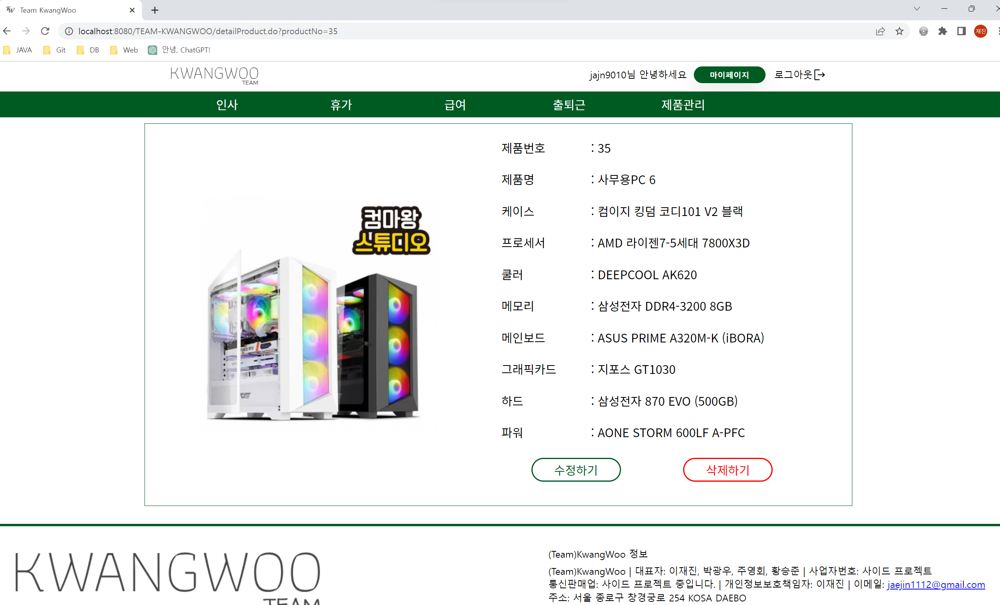 Team KwangWoo
localhost:8080/TEAM-KWANGWOO/detailProduct.do?productNo=35
재진
JAVA Git DB Web 안녕, ChatGPT!
KWANGWOO
TEAM
jajn9010님 안녕하세요 마이페이지 로그아웃
인사 휴가 급여 출퇴근 제품관리
컴마왕
스튜디오
제품번호 : 35
제품명 : 사무용PC 6
케이스 : 컴이지 킹덤 코디101 V2 블랙
프로세서 : AMD 라이젠7-5세대 7800X3D
쿨러 : DEEPCOOL AK620
메모리 : 삼성전자 DDR4-3200 8GB
메인보드 : ASUS PRIME A320M-K (iBORA)
그래픽카드 : 지포스 GT1030
하드 : 삼성전자 870 EVO (500GB)
파워 : AONE STORM 600LF A-PFC
수정하기 삭제하기
KWANGWOO
TEAM
(Team)KwangWoo 정보
(Team)KwangWoo | 대표자: 이재진, 박광우, 주영회, 황승준 | 사업자번호: 사이드 프로젝트
통신판매업: 사이드 프로젝트 중입니다. | 개인정보보호책임자: 이재진 | 이메일: jaejin1112@gmail.com
주소: 서울 종로구 창경궁로 254 KOSA DAEBO